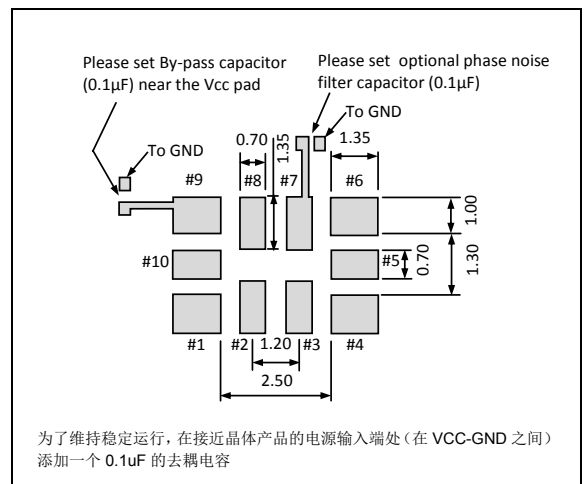 Please set By-pass capacitor
(0.1µF) near the Vcc pad
Please set optional phase noise
filter capacitor (0.1µF)
To GND
To GND
0.70
1.35
1.35
#9
#8
#7
#6
1.00
#10
#5
0.70
1.30
#1
#2
1.20
#3
#4
2.50
为了维持稳定运行，在接近晶体产品的电源输入端处（在 VCC-GND 之间）
添加一个 0.1uF 的去耦电容